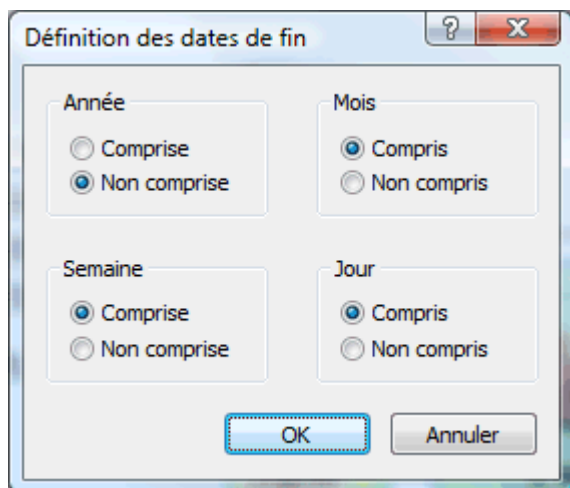 Définition des dates de fin
Année
Comprise
Non comprise
Mois
Compris
Non compris
Semaine
Comprise
Non comprise
Jour
Compris
Non compris
OK
Annuler